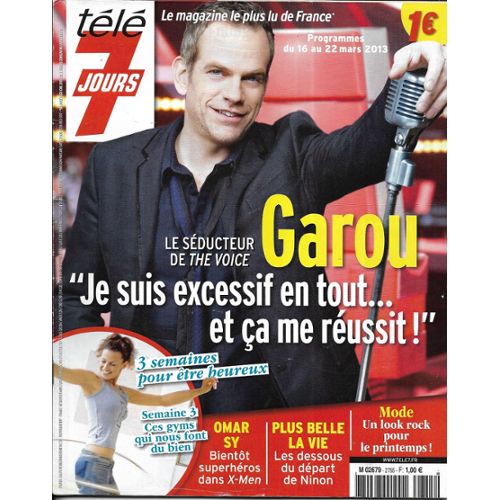 télé
7
JOURS
Le magazine le plus lu de France*
1€
Programmes
du 16 au 22 mars 2013
LE SÉDUCTEUR
DE THE VOICE
Garou
“Je suis excessif en tout...
et ça me réussit !”
3 semaines
pour être heureux
Semaine 3
Ces gyms
qui nous font
du bien
OMAR
SY
Bientôt
superhéros
dans X-Men
PLUS BELLE
LA VIE
Les dessous
du départ
de Ninon
Mode
Un look rock
pour
le printemps !
WWW.TELE7.FR
M 02679 - 2755 - F: 1,00 €